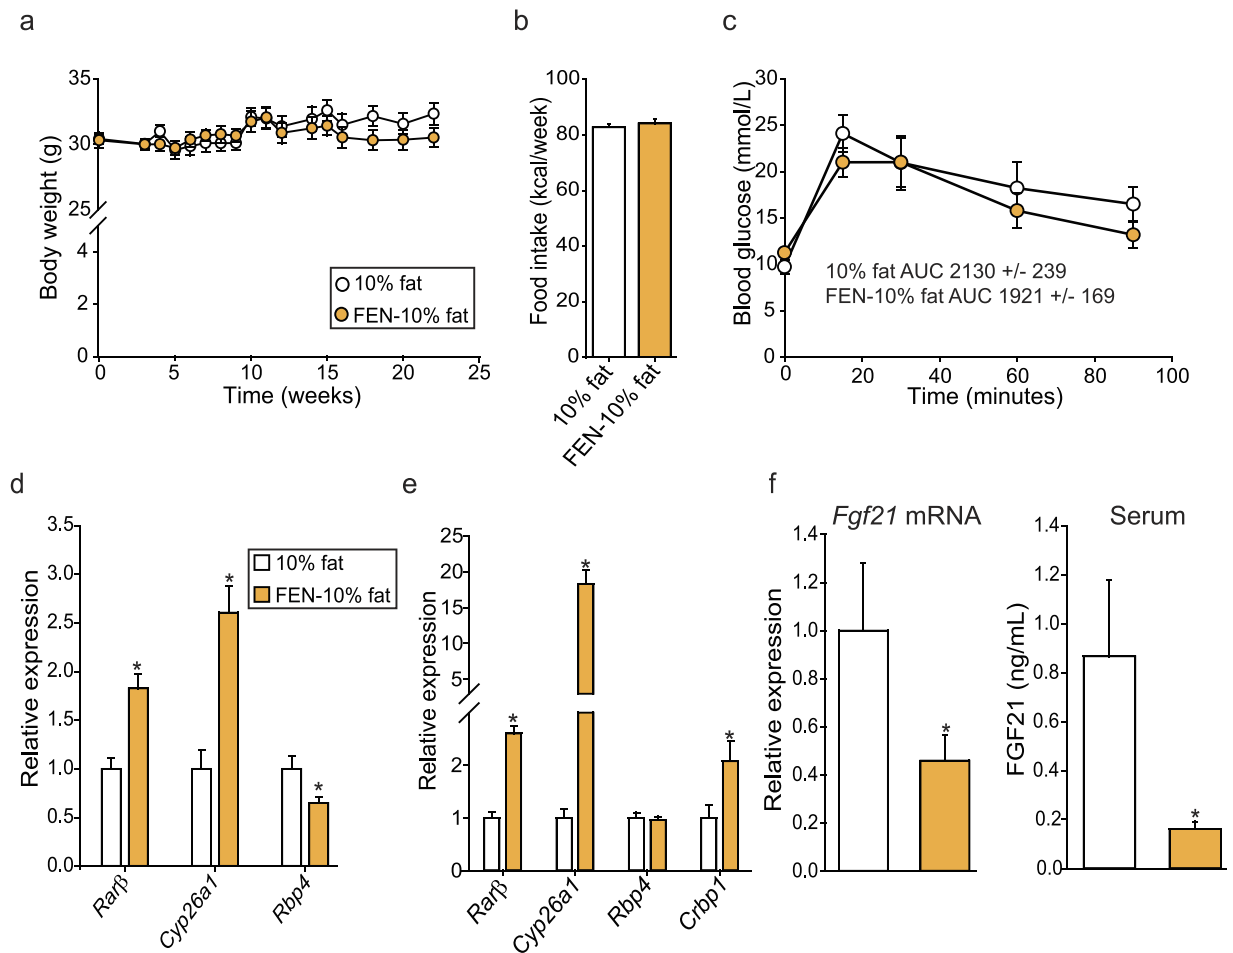 a
35
30
25
4
2
0
Body weight (g)
0
5
10
15
20
25
Time (weeks)
10% fat
FEN-10% fat
b
100
80
60
40
20
0
Food intake (kcal/week)
10% fat
FEN-10% fat
c
30
25
20
15
10
5
0
Blood glucose (mmol/L)
10% fat AUC 2130 +/- 239
FEN-10% fat AUC 1921 +/- 169
0
20
40
60
80
100
Time (minutes)
d
3.5
3.0
2.5
2.0
1.5
1.0
0.5
0.0
Relative expression
10% fat
FEN-10% fat
*
*
*
Rarβ
Cyp26a1
Rbp4
e
25
20
15
10
5
2
1
0
Relative expression
*
*
*
Rarβ
Cyp26a1
Rbp4
Crbp1
f
Fgf21 mRNA
1.4
1.2
1.0
0.8
0.6
0.4
0.2
0.0
Relative expression
*
Serum
1.4
1.2
1.0
0.8
0.6
0.4
0.2
0.0
FGF21 (ng/mL)
*